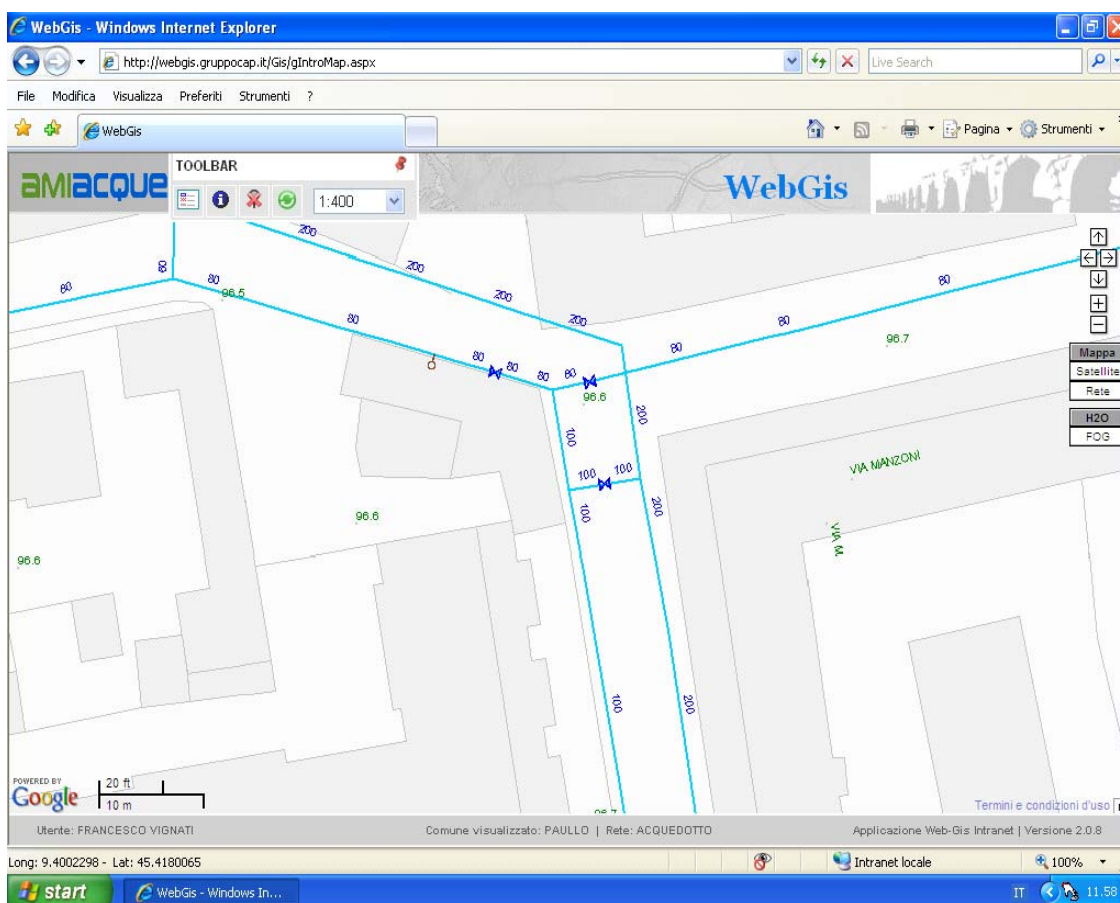 WebGis - Windows Internet Explorer
http://webgis.gruppocap.it/Gis/gIntroMap.aspx
Live Search
File Modifica Visualizza Preferiti Strumenti ?
WebGis
Pagina
Strumenti
TOOLBAR
amiacque
1:400
WebGis
200
80
80
80
96.5
200
80
200
200
80
80
96.7
80
80
80
80
80
96.6
Mappa
Satellite
Rete
H2O
FOG
200
100
100
100
VIA MANZONI
100
200
96.6
VIA M.
96.6
100
200
POWERED BY
Google
20 ft
10 m
Termini e condizioni d'uso
Utente: FRANCESCO VIGNATI
Comune visualizzato: PAULLO | Rete: ACQUEDOTTO
Applicazione Web-Gis Intranet | Versione 2.0.8
Long: 9.4002298 - Lat: 45.4180065
Intranet locale
100%
start
WebGis - Windows In...
IT
11.58